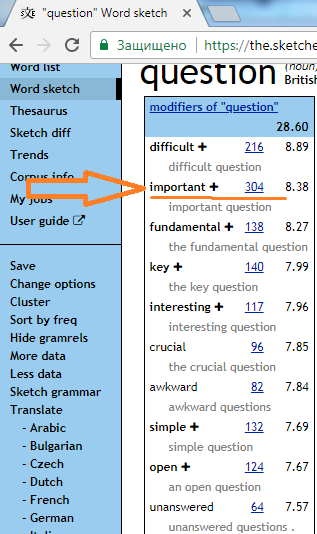 "question" Word sketch
Защищено
https://the.sketche
question (noun)
British
Word list
Word sketch
Thesaurus
Sketch diff
Trends
Corpus info
My jobs
User guide
Save
Change options
Cluster
Sort by freq
Hide gramrels
More data
Less data
Sketch grammar
Translate
- Arabic
- Bulgarian
- Czech
- Dutch
- French
- German
modifiers of "question"
28.60
difficult + 216 8.89
difficult question
important + 304 8.38
important question
fundamental + 138 8.27
the fundamental question
key + 140 7.99
the key question
interesting + 117 7.96
interesting question
crucial 96 7.85
the crucial question
awkward 82 7.84
awkward questions
simple + 132 7.69
simple question
open + 124 7.67
an open question
unanswered 64 7.57
unanswered questions .